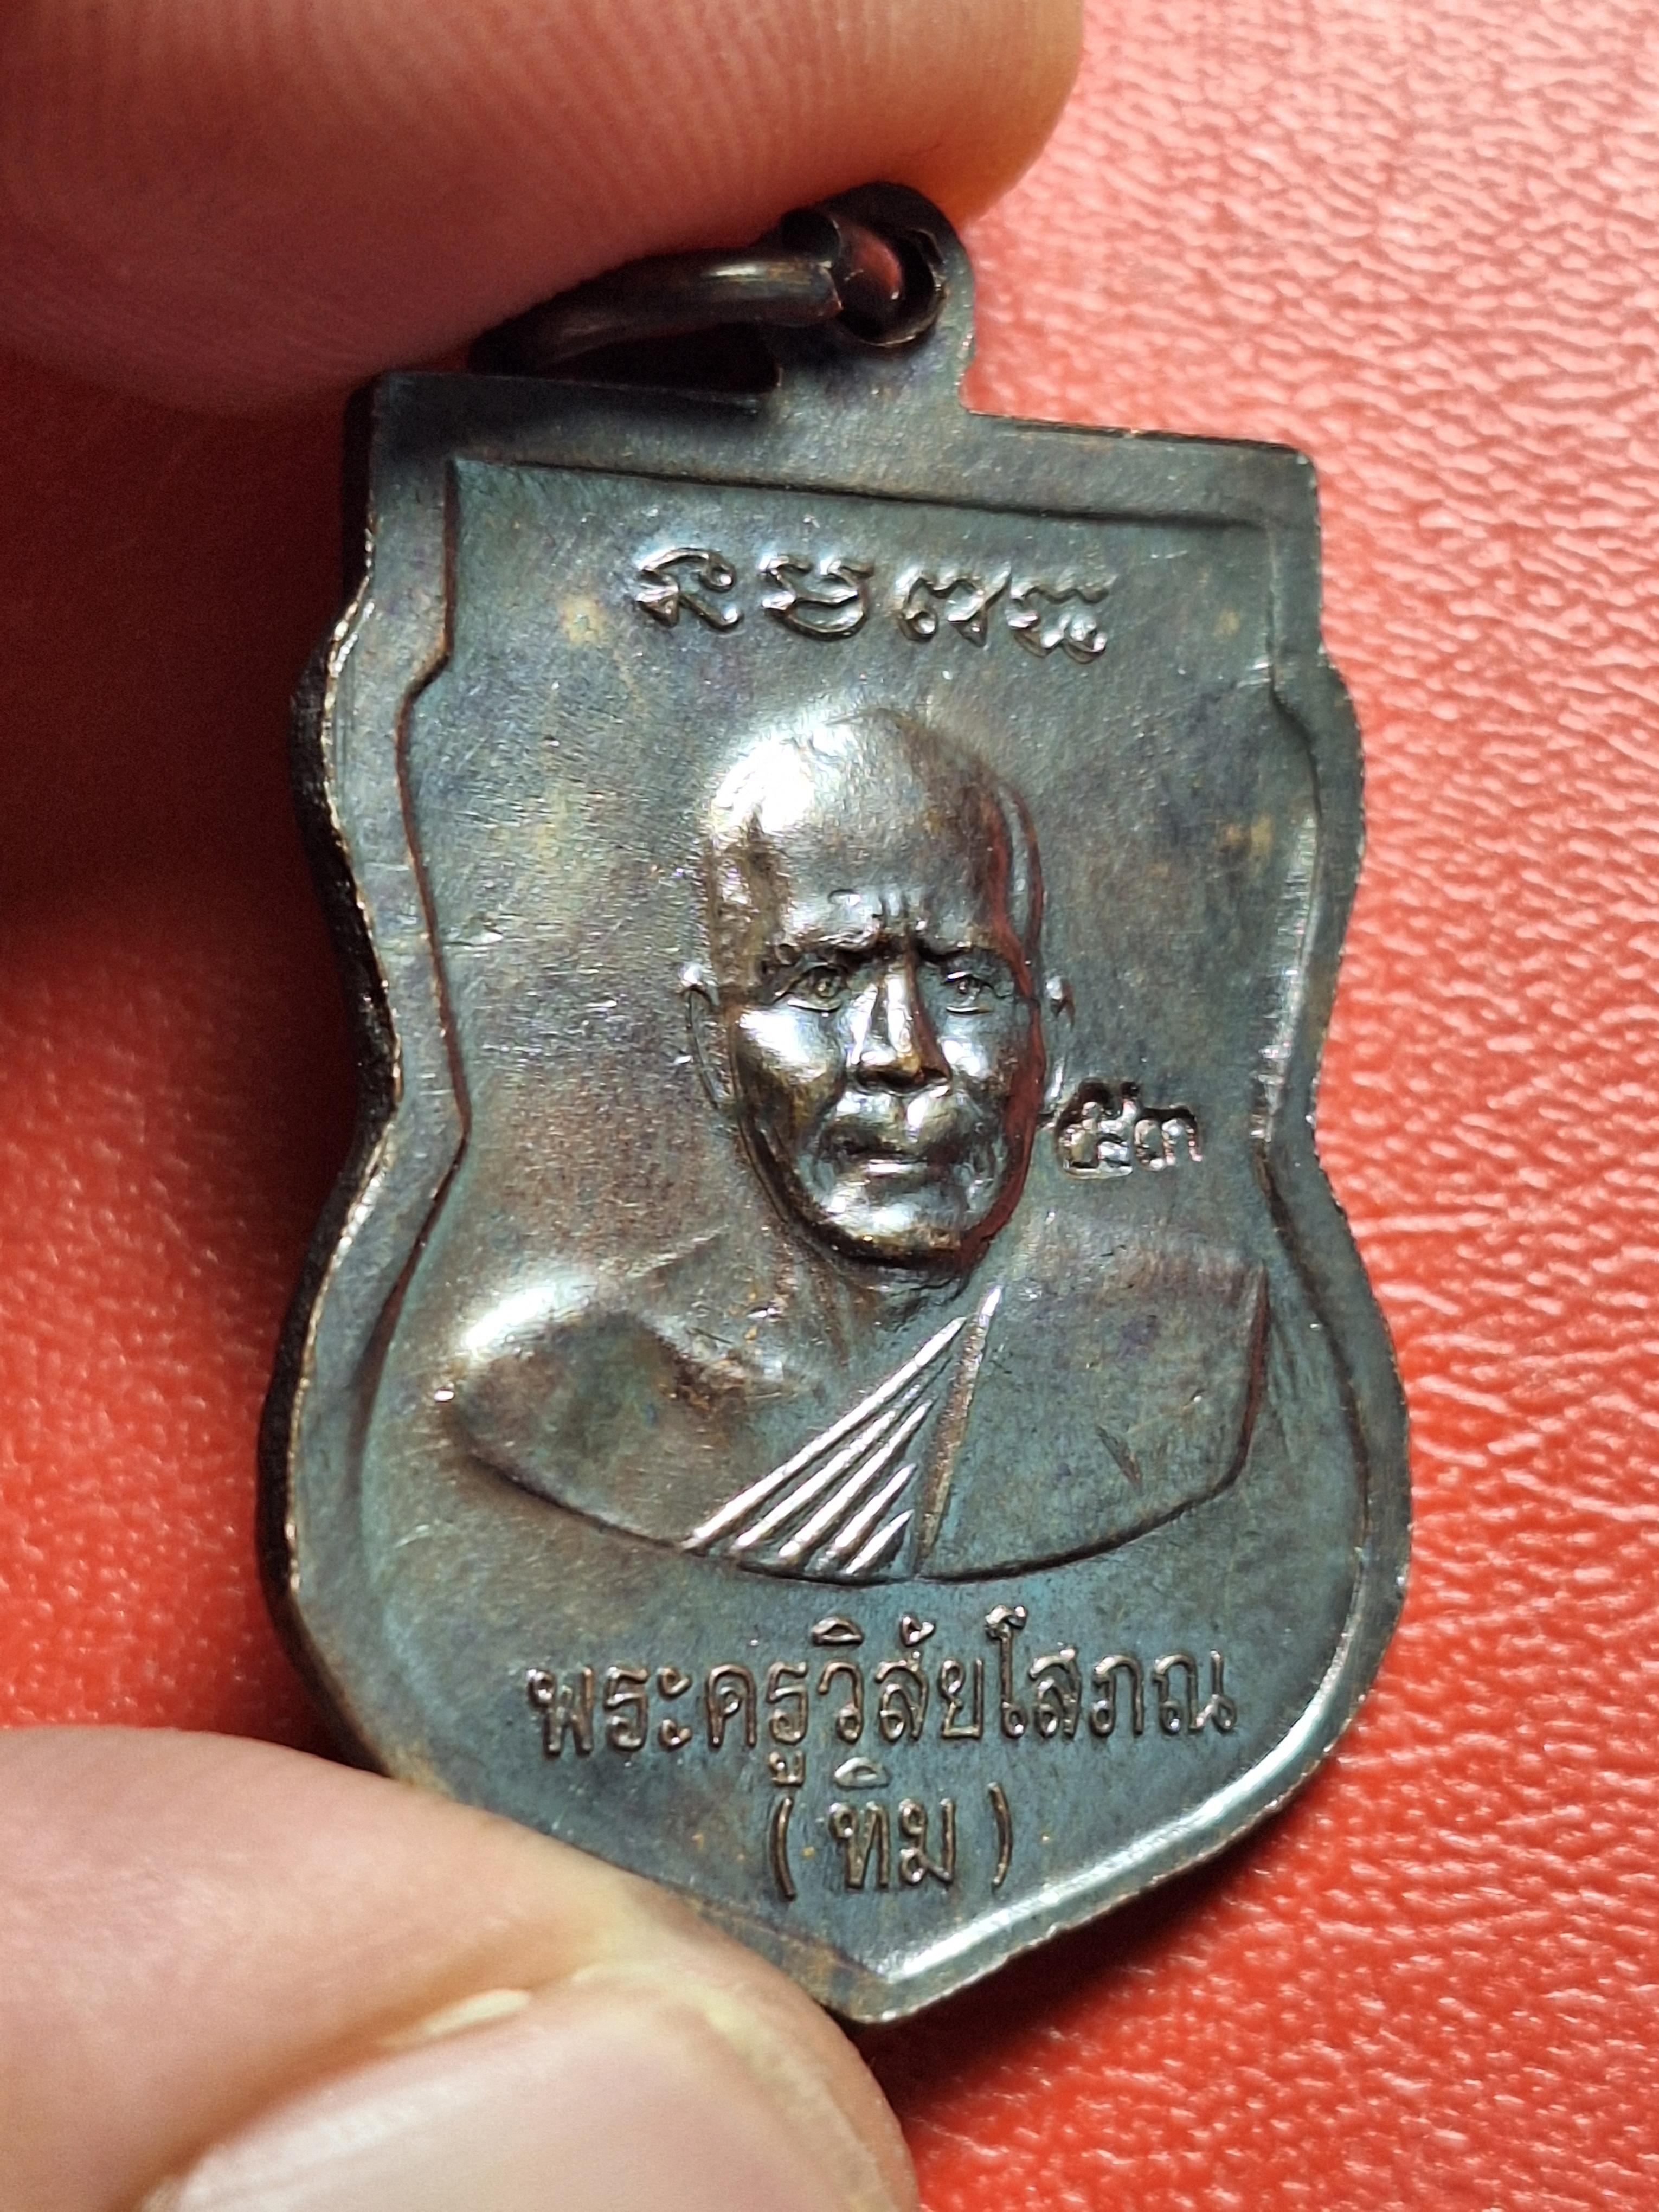 ๕๓
พระครูวิสัยโสภณ
( ทิม )